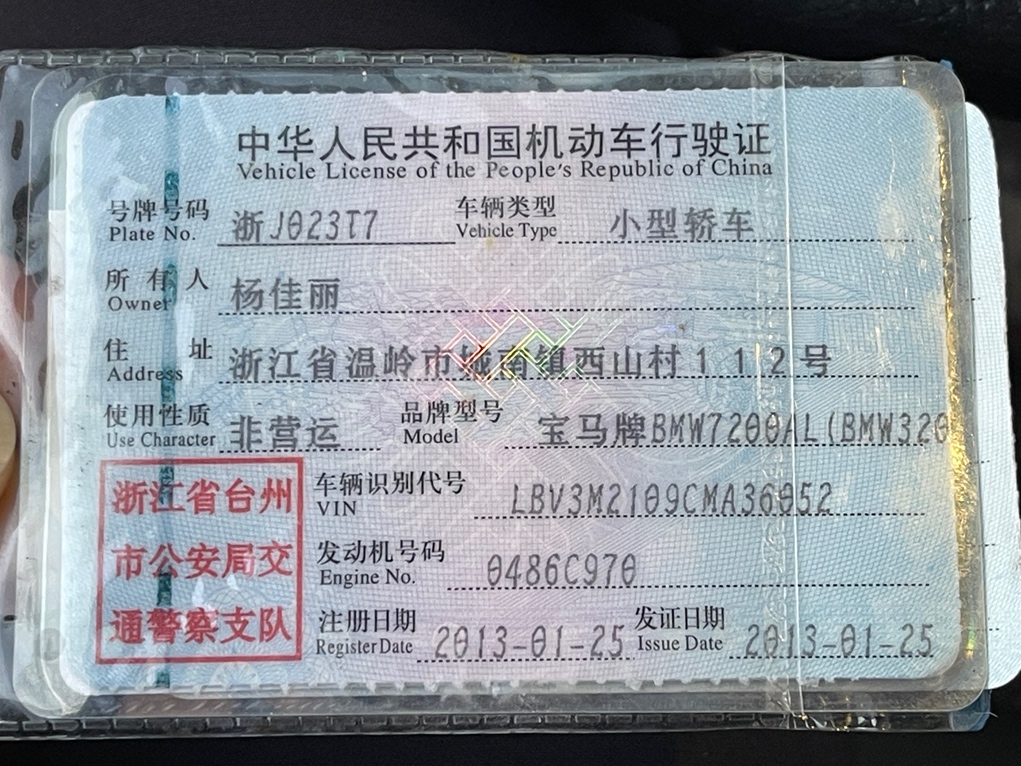 中华人民共和国机动车行驶证
Vehicle License of the People's Republic of China
号牌号码 浙J023T7 车辆类型 小型轿车
Plate No. Vehicle Type
所有人 杨佳丽
Owner
住址 浙江省温岭市城南镇西山村112号
Address
使用性质 非营运 品牌型号 宝马牌BMW7200AL(BMW320
Use Character Model
浙江省台州
市公安局交
通警察支队
车辆识别代号 LBV3M2109CMA36052
VIN
发动机号码 0486C970
Engine No.
注册日期 2013-01-25 发证日期 2013-01-25
Register Date Issue Date